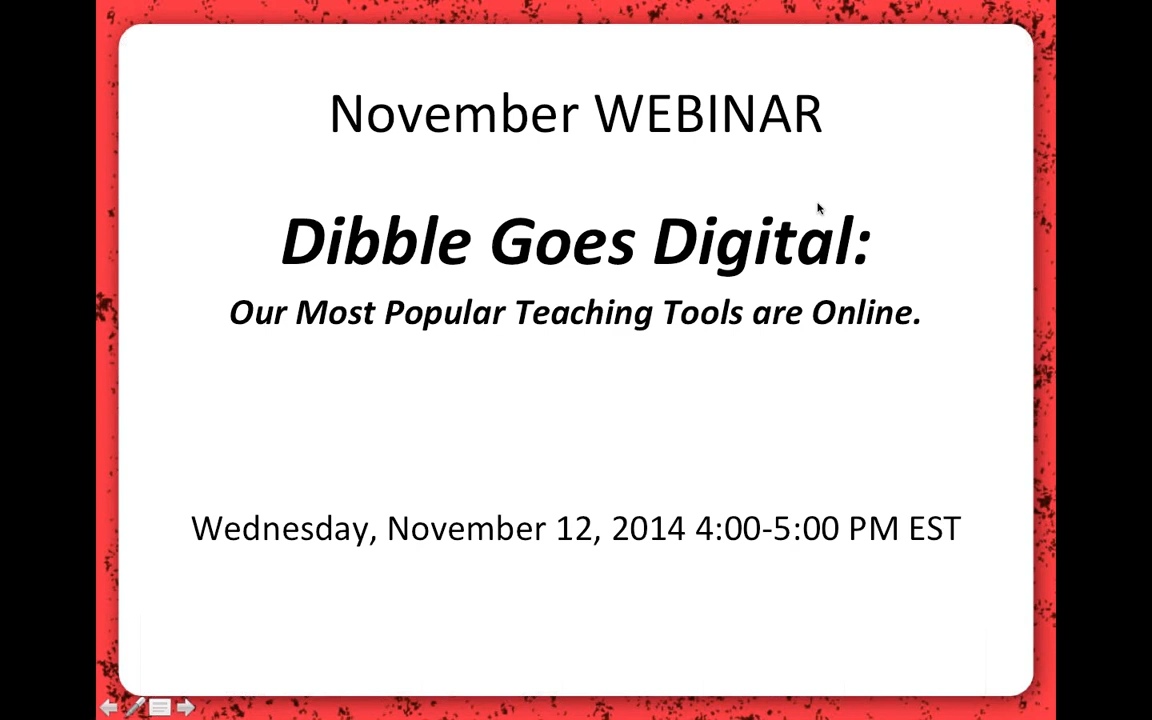 November WEBINAR
Dibble Goes Digital:
Our Most Popular Teaching Tools are Online.
Wednesday, November 12, 2014 4:00-5:00 PM EST